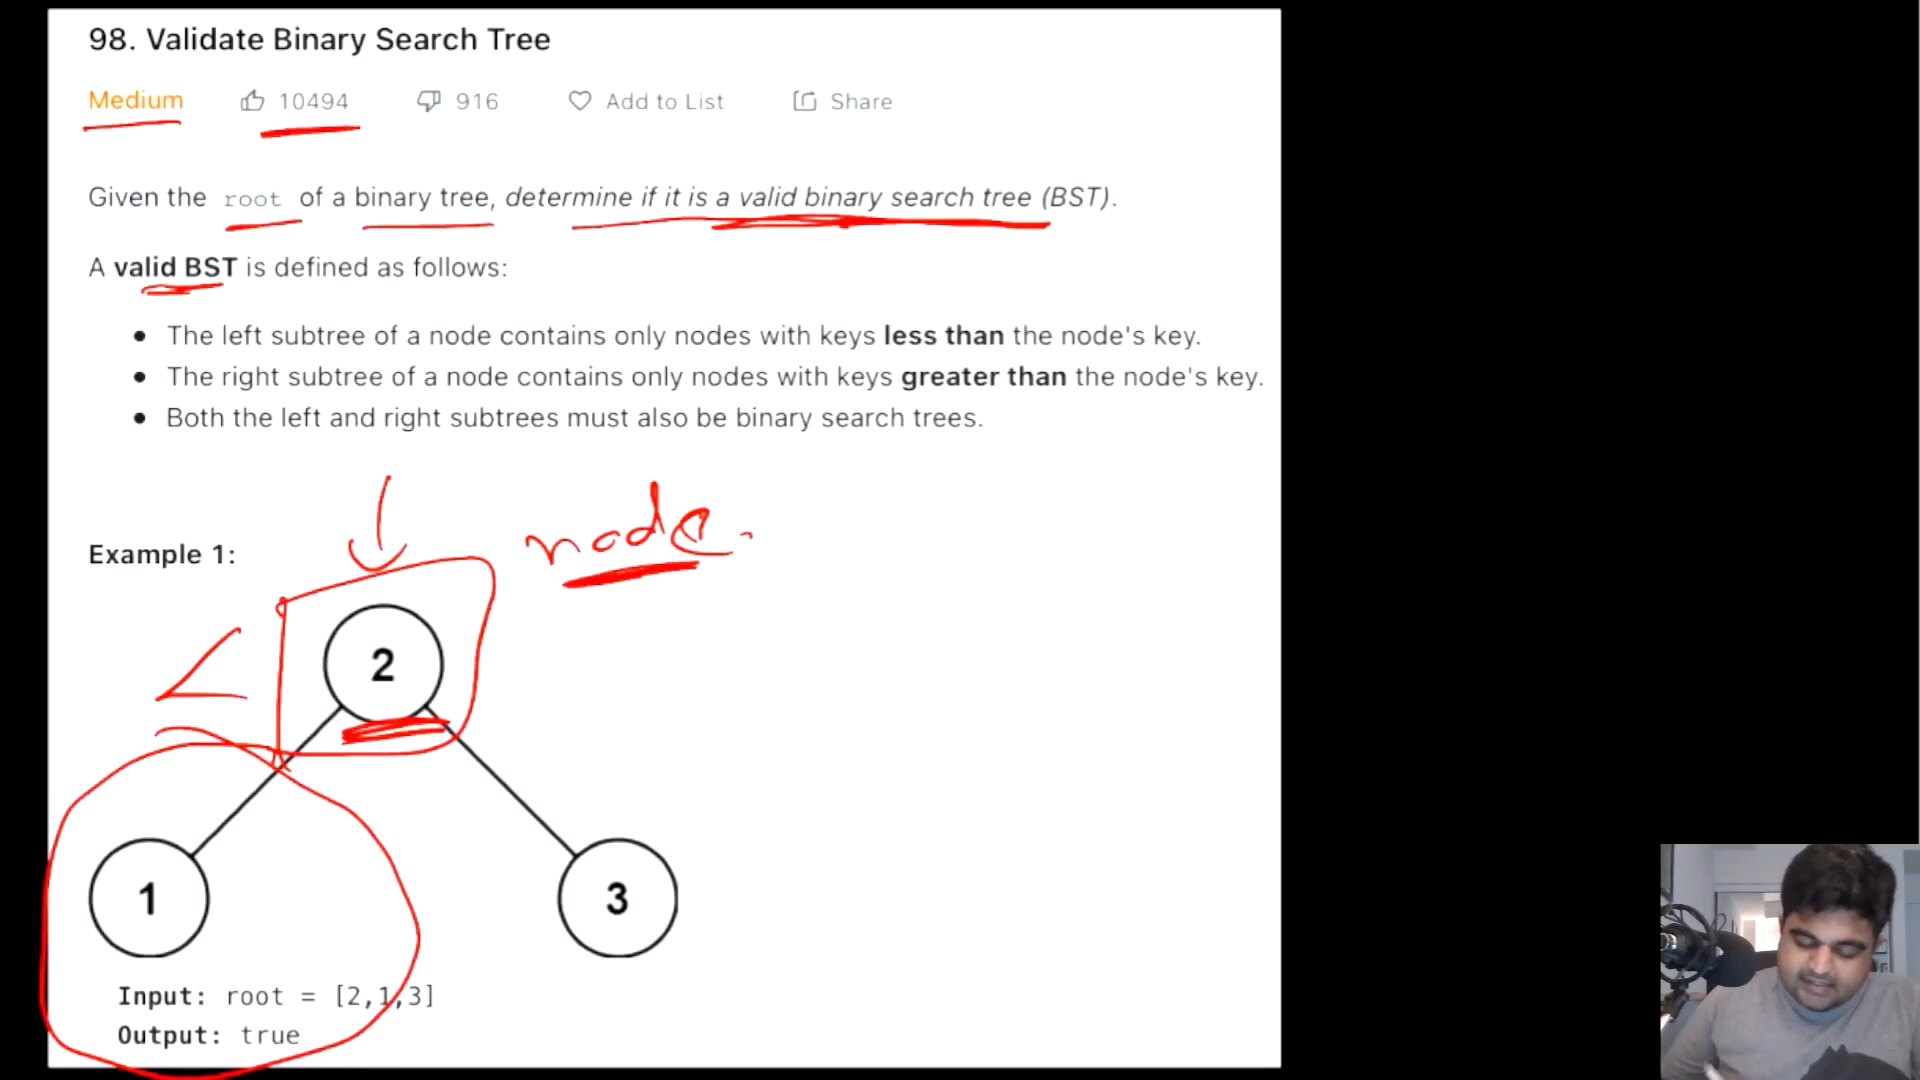 98. Validate Binary Search Tree
Medium 10494 916 Add to List Share
Given the root of a binary tree, determine if it is a valid binary search tree (BST).
A valid BST is defined as follows:
• The left subtree of a node contains only nodes with keys less than the node's key.
• The right subtree of a node contains only nodes with keys greater than the node's key.
• Both the left and right subtrees must also be binary search trees.
node.
Example 1:
<
2
1
3
Input: root = [2,1,3]
Output: true